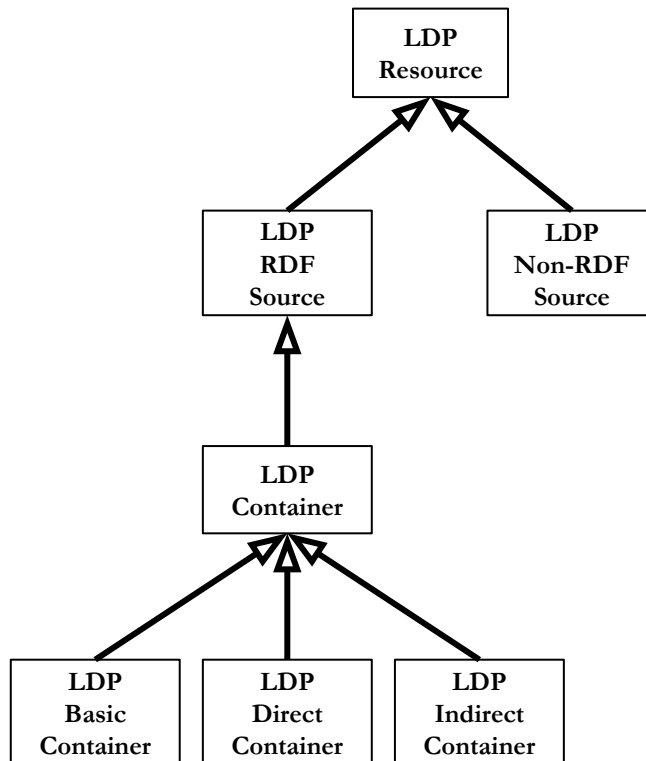 LDP
Resource
LDP
RDF
Source
LDP
Non-RDF
Source
LDP
Container
LDP
Basic
Container
LDP
Direct
Container
LDP
Indirect
Container